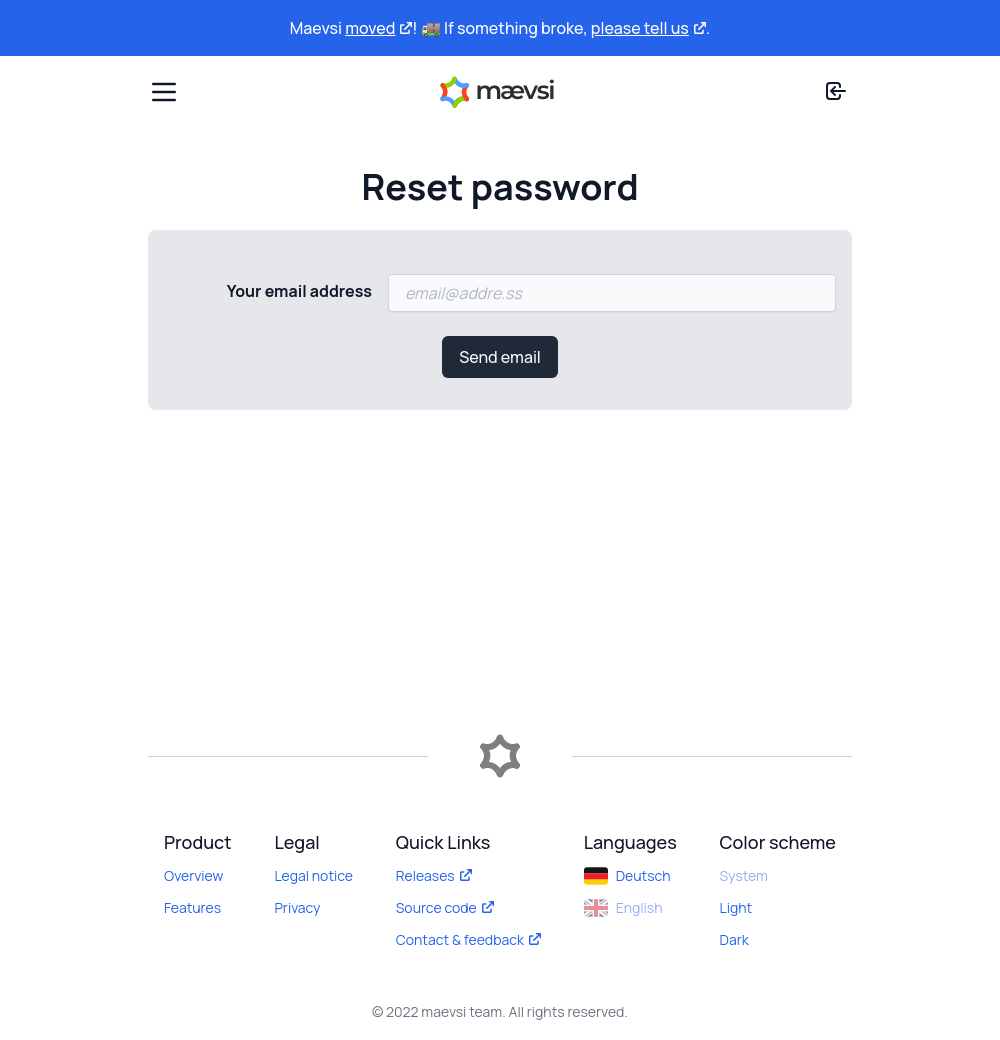 Maevsi moved ! 🚚 If something broke, please tell us .
mævsi
Reset password
Your email address
email@addre.ss
Send email
Product
Overview
Features
Legal
Legal notice
Privacy
Quick Links
Releases
Source code
Contact & feedback
Languages
Deutsch
English
Color scheme
System
Light
Dark
© 2022 maevsi team. All rights reserved.